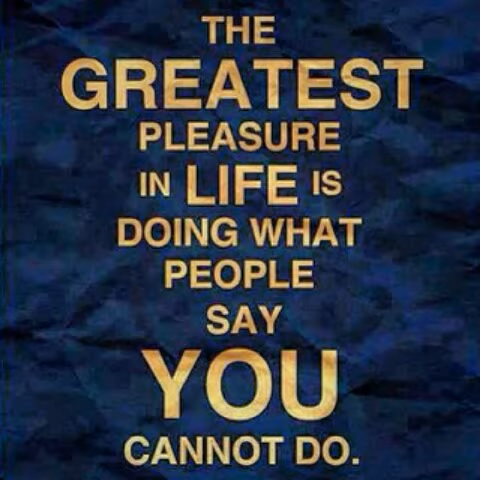 THE
GREATEST
PLEASURE
IN LIFE IS
DOING WHAT
PEOPLE
SAY
YOU
CANNOT DO.